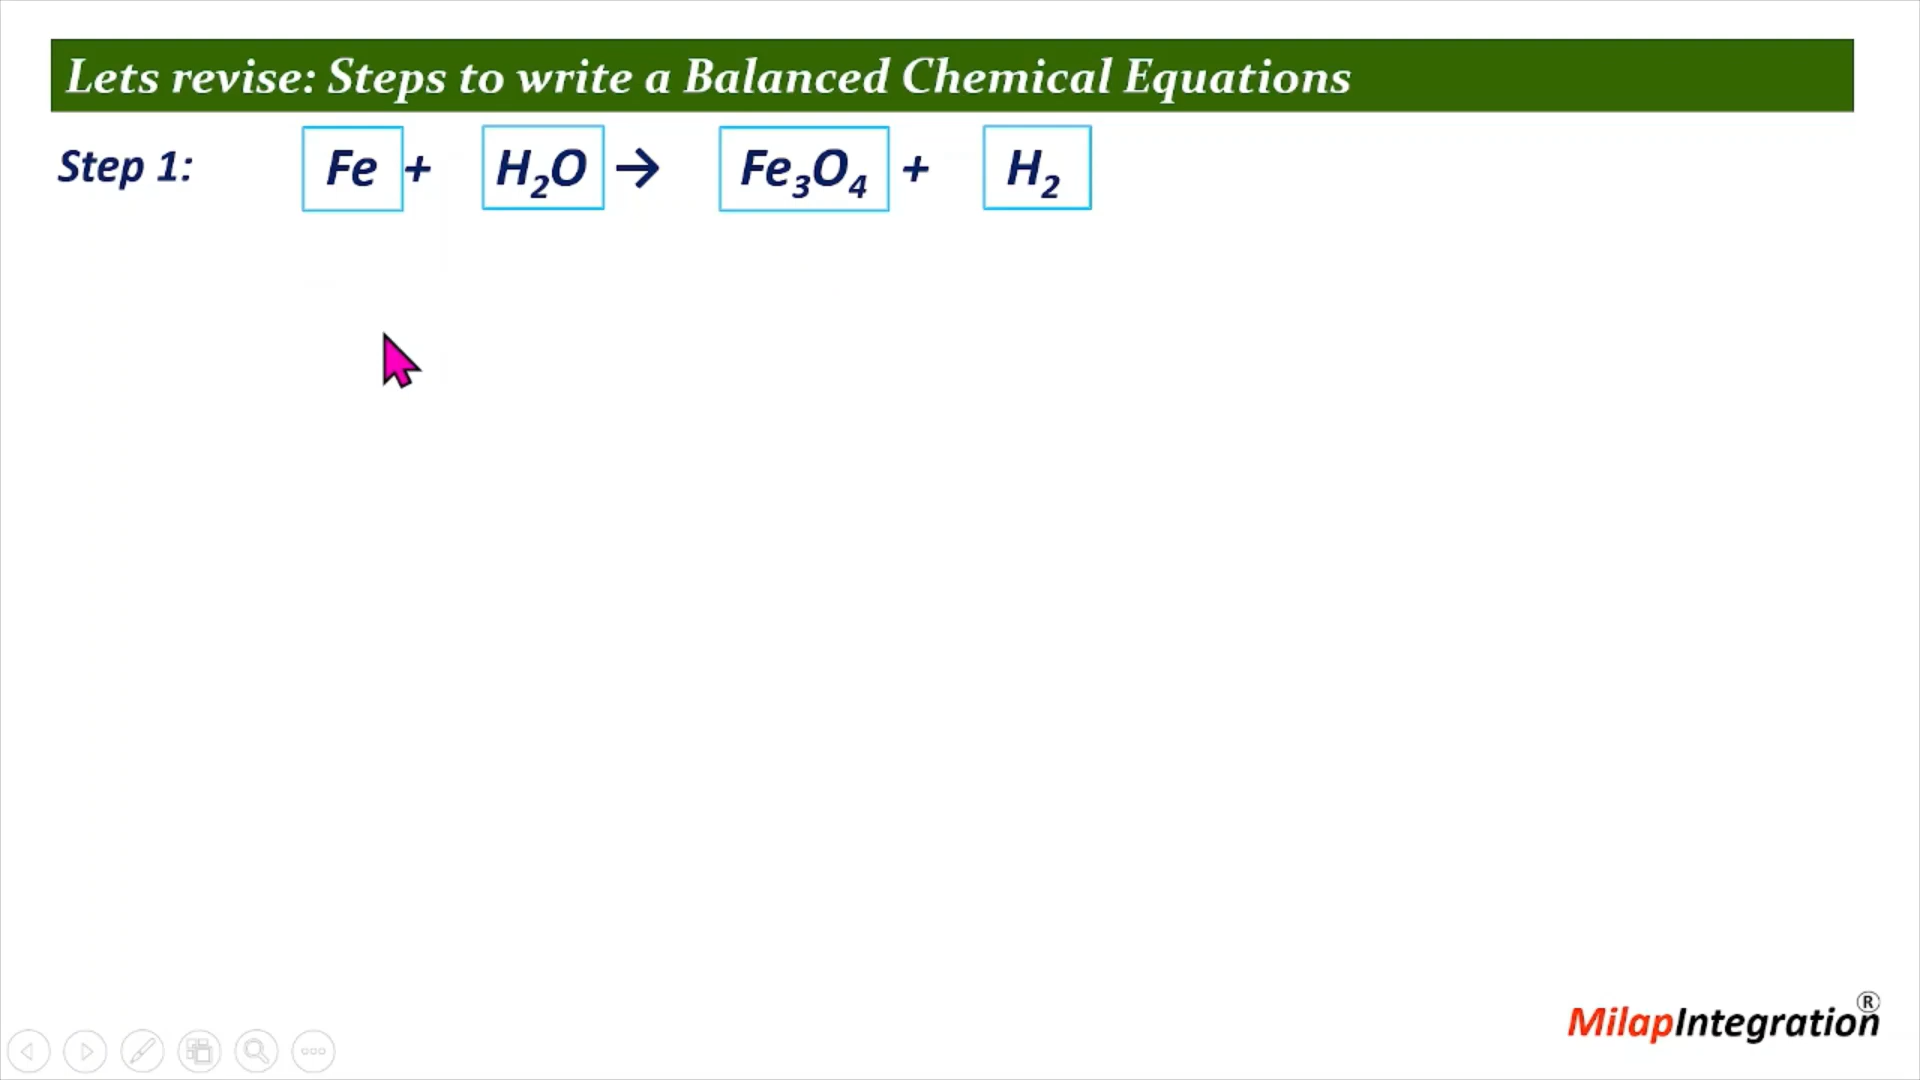 Lets revise: Steps to write a Balanced Chemical Equations
Step 1: Fe + H₂O → Fe₃O₄ + H₂
MilapIntegration®